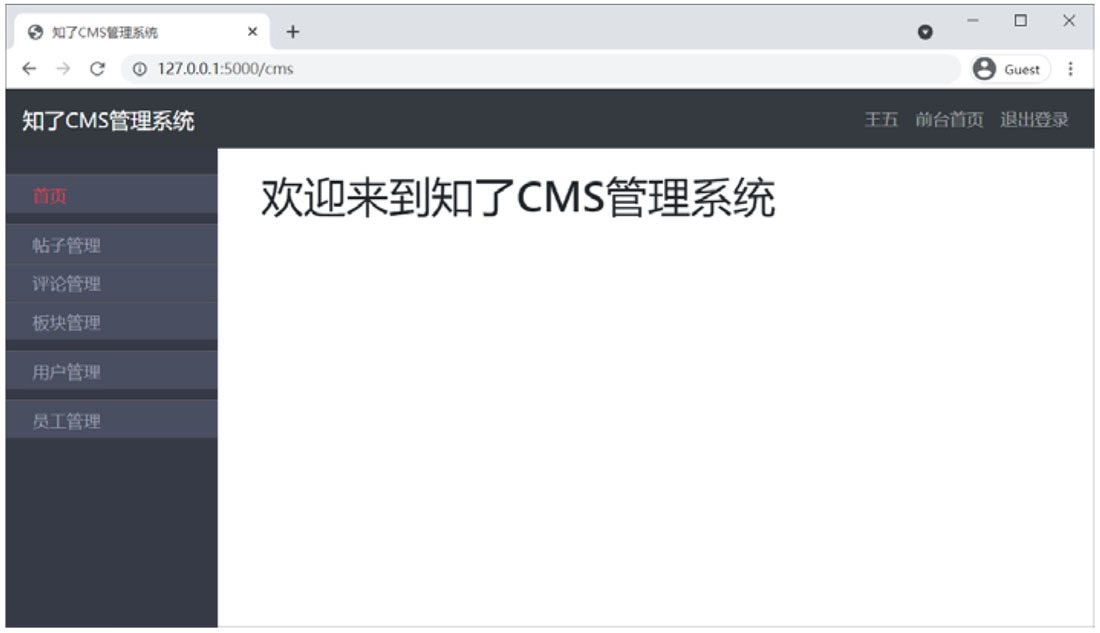 知了CMS管理系统
127.0.0.1:5000/cms
Guest
知了CMS管理系统
王五 前台首页 退出登录
首页
欢迎来到知了CMS管理系统
帖子管理
评论管理
板块管理
用户管理
员工管理